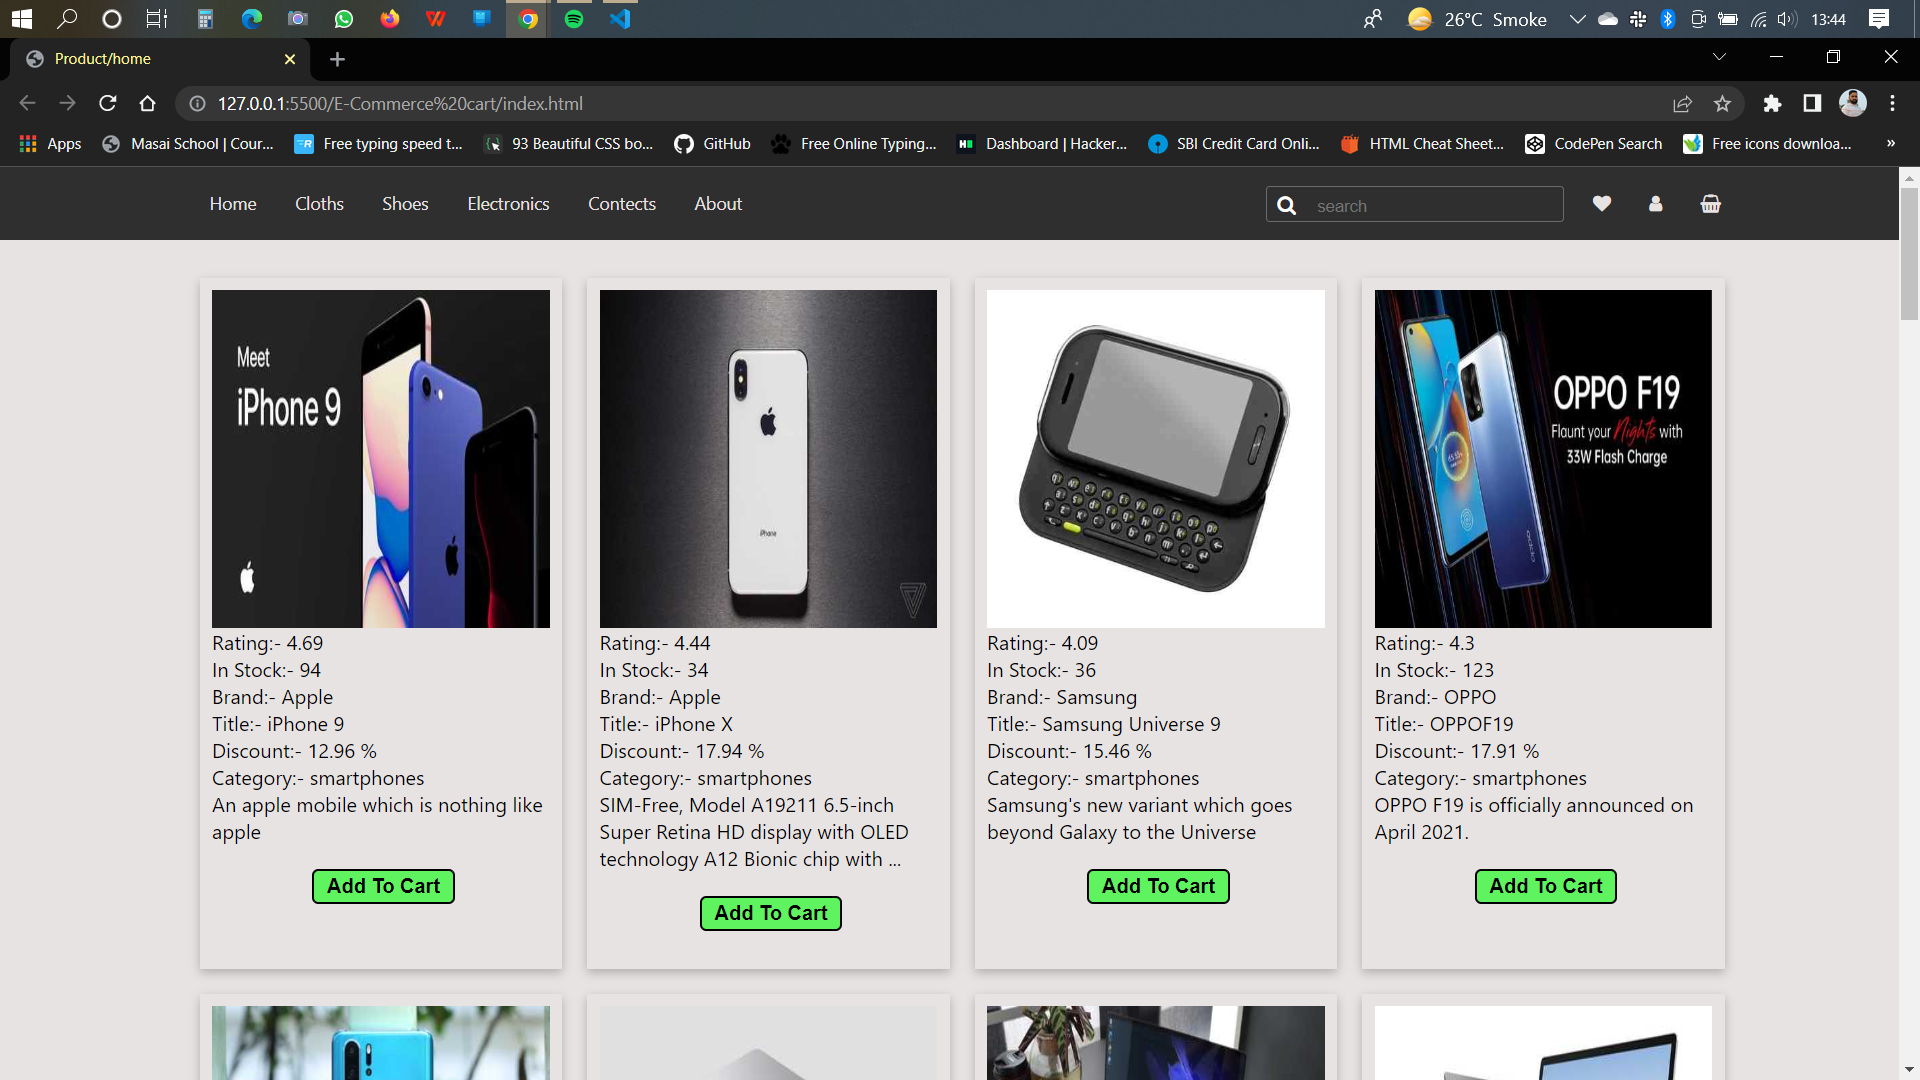 26°C Smoke
13:44
Product/home
127.0.0.1:5500/E-Commerce%20cart/index.html
Apps
Masai School | Cour...
Free typing speed t...
93 Beautiful CSS bo...
GitHub
Free Online Typing...
Dashboard | Hacker...
SBI Credit Card Onli...
HTML Cheat Sheet...
CodePen Search
Free icons downloa...
»
Home
Cloths
Shoes
Electronics
Contacts
About
search
Meet
iPhone 9
Rating:- 4.69
In Stock:- 94
Brand:- Apple
Title:- iPhone 9
Discount:- 12.96 %
Category:- smartphones
An apple mobile which is nothing like
apple
Add To Cart
iPhone
Rating:- 4.44
In Stock:- 34
Brand:- Apple
Title:- iPhone X
Discount:- 17.94 %
Category:- smartphones
SIM-Free, Model A19211 6.5-inch
Super Retina HD display with OLED
technology A12 Bionic chip with ...
Add To Cart
Rating:- 4.09
In Stock:- 36
Brand:- Samsung
Title:- Samsung Universe 9
Discount:- 15.46 %
Category:- smartphones
Samsung's new variant which goes
beyond Galaxy to the Universe
Add To Cart
OPPO F19
Flaunt your Nights with
33W Flash Charge
oppo
Rating:- 4.3
In Stock:- 123
Brand:- OPPO
Title:- OPPOF19
Discount:- 17.91 %
Category:- smartphones
OPPO F19 is officially announced on
April 2021.
Add To Cart